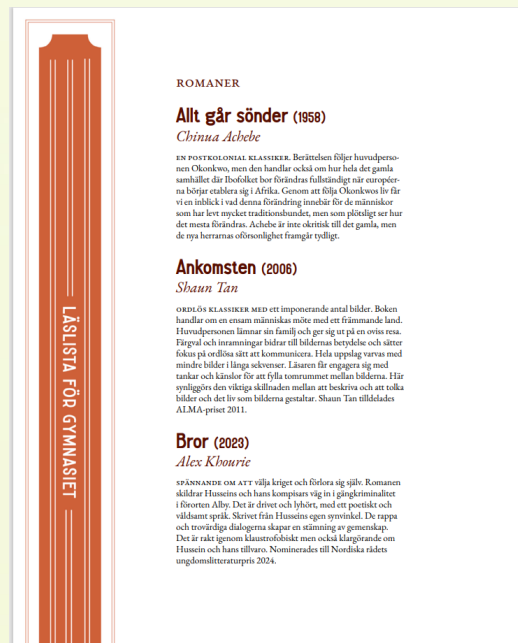 LÄSLISTA FÖR GYMNASIET
ROMANER
Allt går sönder (1958)
Chinua Achebe
EN POSTKOLONIAL KLASSIKER. Berättelsen följer huvudperso-
nen Okonkwo, men den handlar också om hur hela det gamla
samhället där Ibofolket bor förändras fullständigt när européer-
na börjar etablera sig i Afrika. Genom att följa Okonkwos liv får
vi en inblick i vad denna förändring innebär för de människor
som har levt mycket traditionsbundet, men som plötsligt ser hur
det mesta förändras. Achebe är inte okritisk till det gamla, men
de nya herrarnas oförsonlighet framgår tydligt.
Ankomsten (2006)
Shaun Tan
ORDLÖS KLASSIKER MED ett imponerande antal bilder. Boken
handlar om en ensam människas möte med ett främmande land.
Huvudpersonen lämnar sin familj och ger sig ut på en oviss resa.
Färgval och inramningar bidrar till bildernas betydelse och sätter
fokus på ordlösa sätt att kommunicera. Hela uppslag varvas med
mindre bilder i långa sekvenser. Läsaren får engagera sig med
tankar och känslor för att fylla tomrummet mellan bilderna. Här
synliggörs den viktiga skillnaden mellan att beskriva och att tolka
bilder och det liv som bilderna gestaltar. Shaun Tan tilldelades
ALMA-priset 2011.
Bror (2023)
Alex Khourie
SPÄNNANDE OM ATT välja kriget och förlora sig själv. Romanen
skildrar Husseins och hans kompisars väg in i gängkriminalitet
i förorten Alby. Det är drivet och lyhört, med ett poetiskt och
våldsamt språk. Skrivet från Husseins egen synvinkel. De rappa
och trovärdiga dialogerna skapar en stämning av gemenskap.
Det är rakt igenom klaustrofobiskt men också klargörande om
Hussein och hans tillvaro. Nominerades till Nordiska rådets
ungdomslitteraturpris 2024.